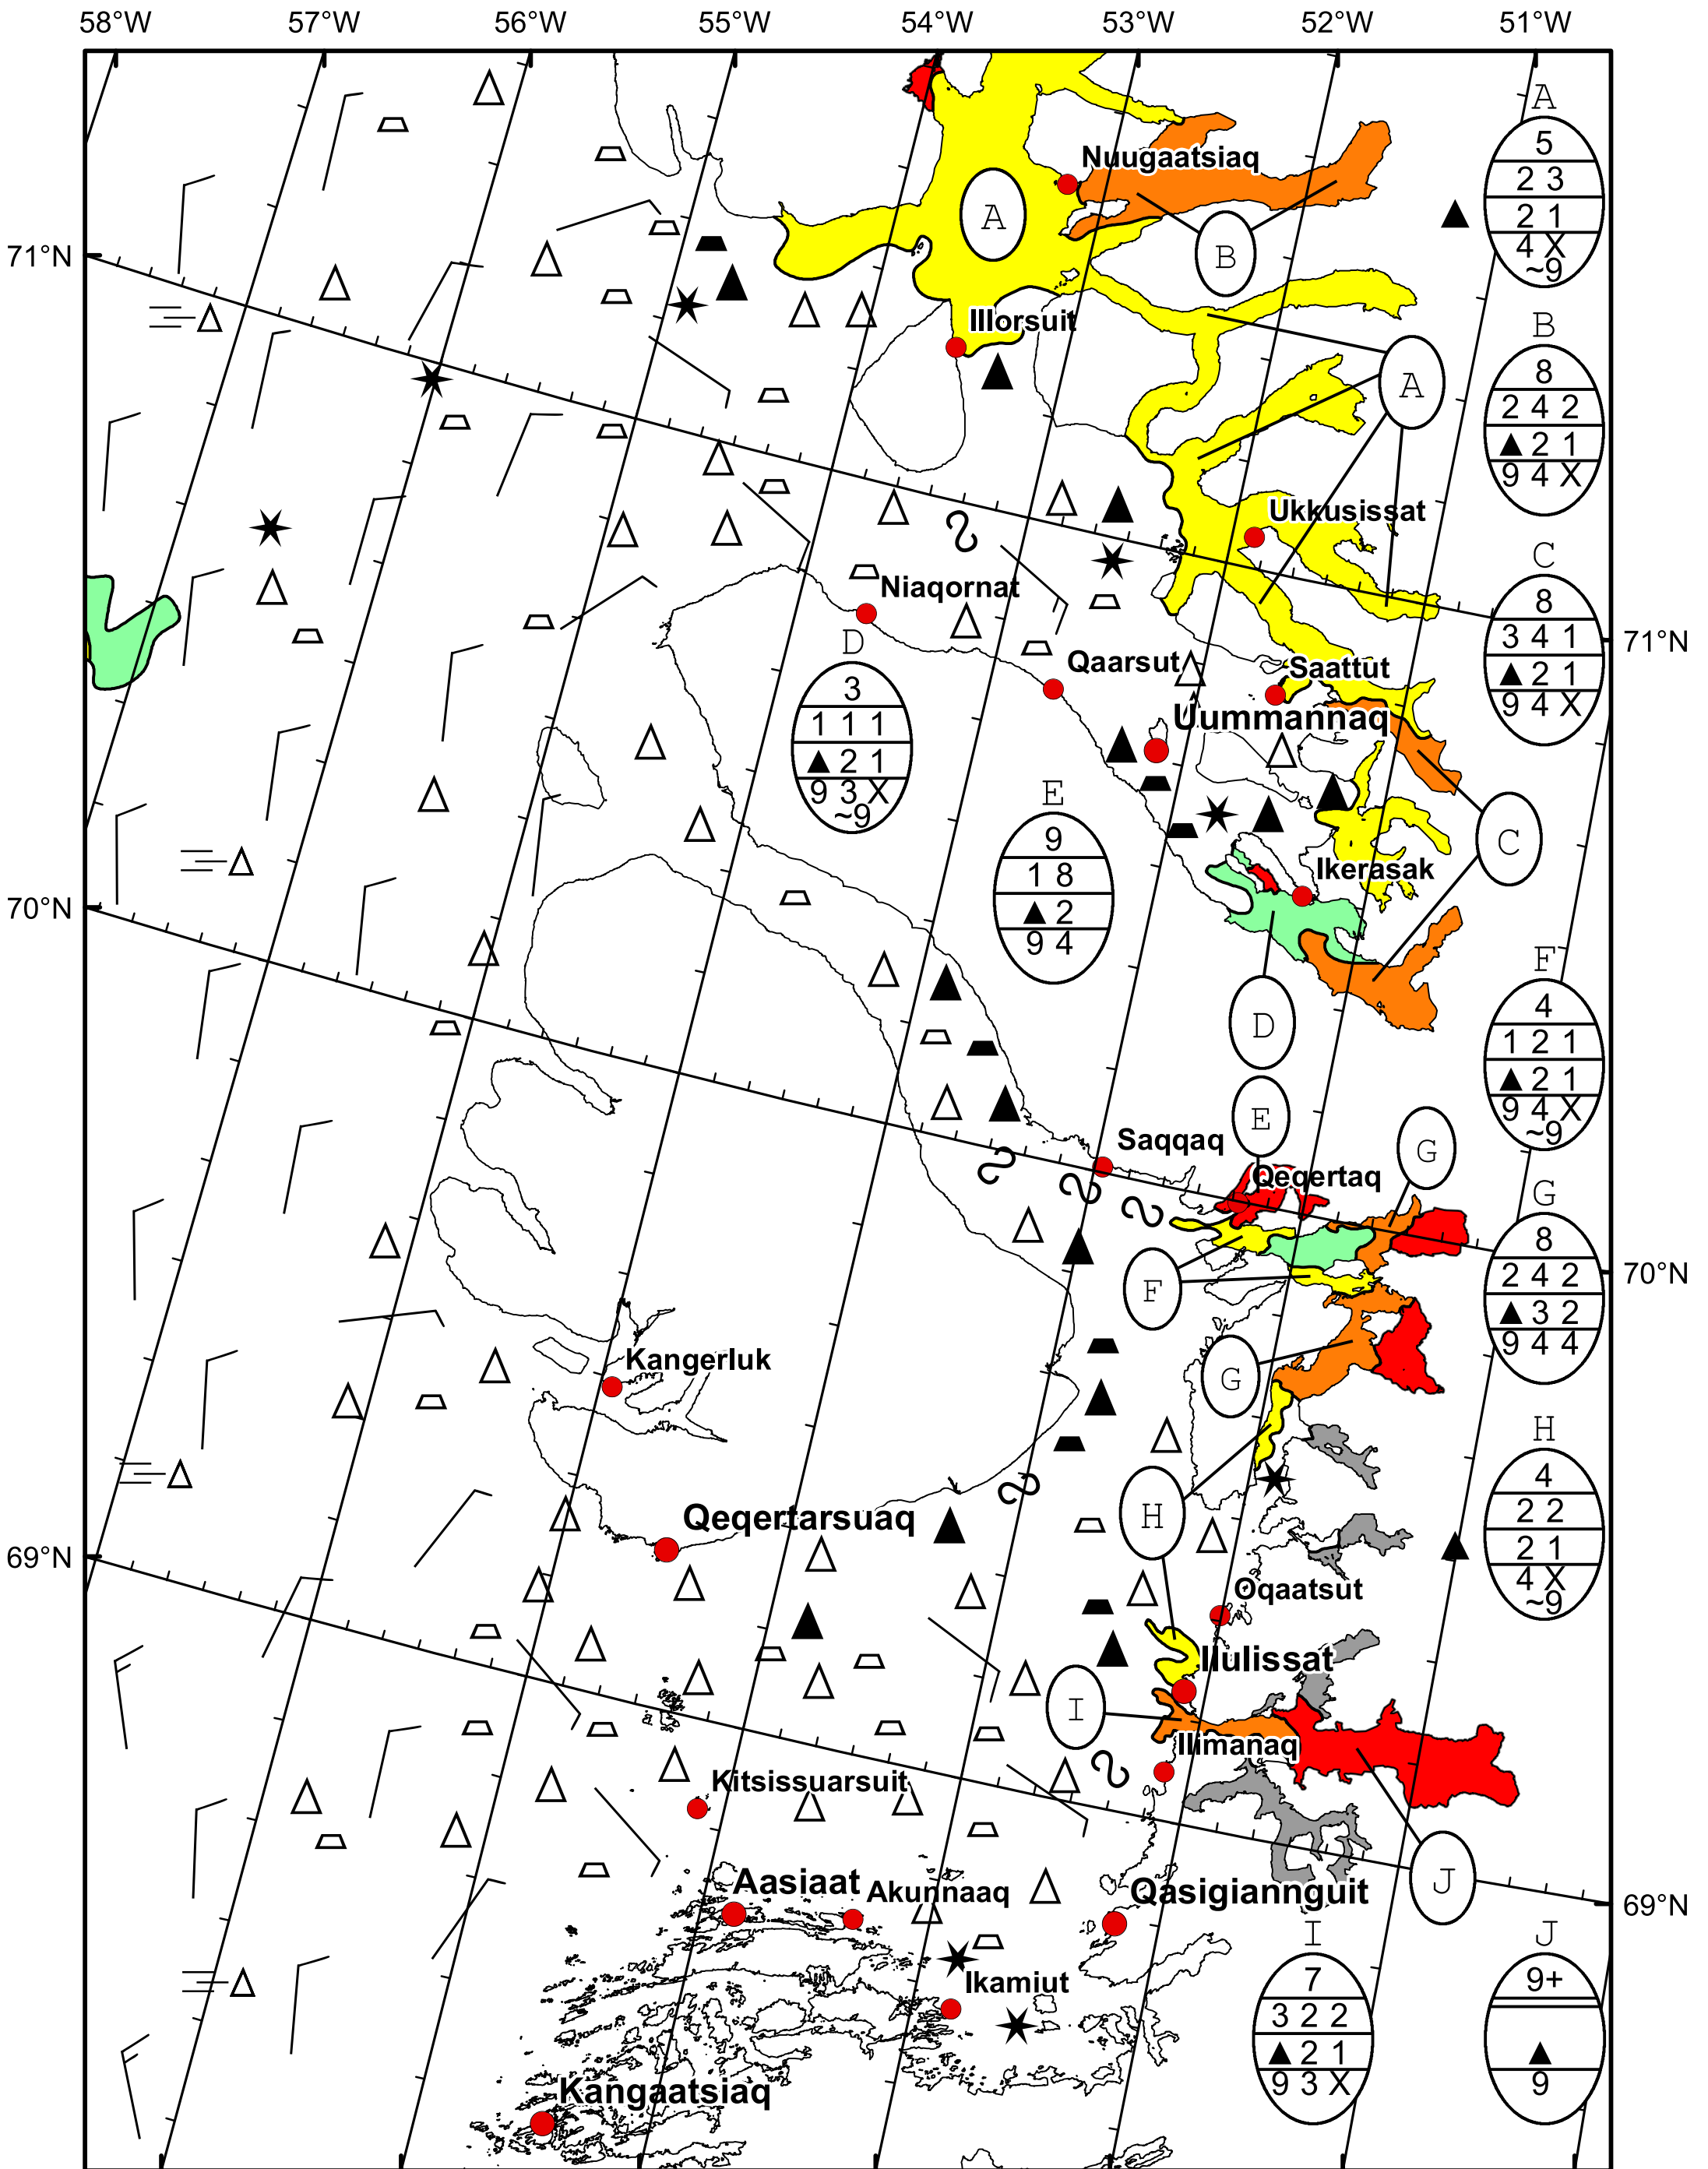 58°W 57°W 56°W 55°W 54°W 53°W 52°W 51°W
A
5
2 3
2 1
4 X
~9
Nuugaatsiaq
A
B
71°N
Illorsuit
B
8
2 4 2
▲ 2 1
9 4 X
A
Ukkusissat
C
8
3 4 1
▲ 2 1
9 4 X
Niaqornat
71°N
Qaarsut
Saattut
Uummannaq
D
3
1 1 1
▲ 2 1
9 3 X
~9
E
9
1 8
▲ 2
9 4
C
Ikerasak
70°N
F
4
1 2 1
▲ 2 1
9 4 X
~9
D
E
G
Saqqaq
Qeqertaq
G
8
2 4 2
▲ 3 2
9 4 4
70°N
F
Kangerluk
G
H
4
2 2
2 1
4 X
~9
H
Qeqertarsuaq
69°N
Oqaatsut
Ilulissat
I
Ilimanaq
Kitsissuarsuit
J
Aasiaat
Akunnaaq
Qasigiannguit
69°N
I
7
3 2 2
▲ 2 1
9 3 X
J
9+
▲
9
Ikamiut
Kangaatsiaq